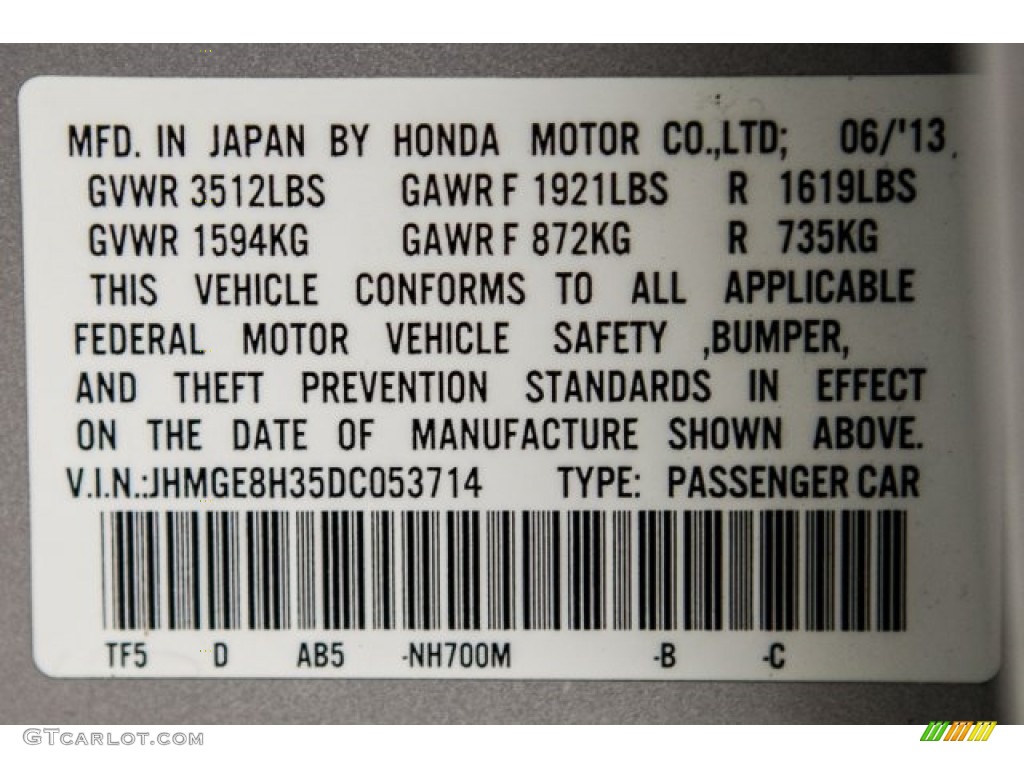 MFD. IN JAPAN BY HONDA MOTOR CO.,LTD; 06/'13
GVWR 3512LBS GAWR F 1921LBS R 1619LBS
GVWR 1594KG GAWR F 872KG R 735KG
THIS VEHICLE CONFORMS TO ALL APPLICABLE
FEDERAL MOTOR VEHICLE SAFETY ,BUMPER,
AND THEFT PREVENTION STANDARDS IN EFFECT
ON THE DATE OF MANUFACTURE SHOWN ABOVE.
V.I.N.:JHMGE8H35DC053714 TYPE: PASSENGER CAR
TF5 D AB5 -NH700M -B -C
GTCARLOT.COM